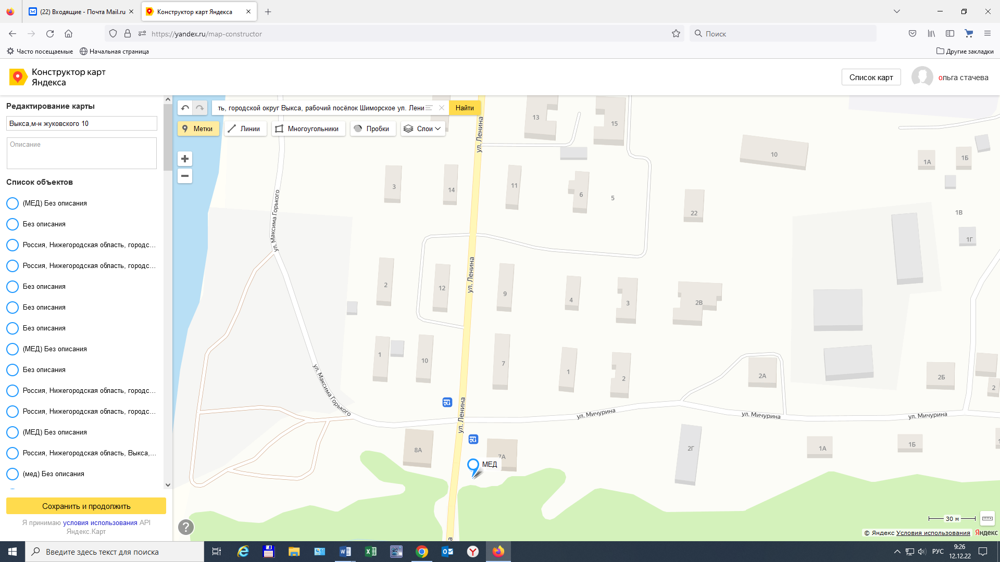 (22) Входящие - Почта Mail.ru
Конструктор карт Яндекса
https://yandex.ru/map-constructor
Поиск
Часто посещаемые
Начальная страница
Другие закладки
Конструктор карт
Яндекса
Список карт
ольга стачева
Редактирование карты
Выкса,м-н жуковского 10
Описание
Список объектов
(МЕД) Без описания
Без описания
Россия, Нижегородская область, городс...
Россия, Нижегородская область, городс...
Без описания
Без описания
Без описания
(МЕД) Без описания
Без описания
Россия, Нижегородская область, городс...
Россия, Нижегородская область, городс...
(МЕД) Без описания
Россия, Нижегородская область, Выкса,...
(мед) Без описания
Сохранить и продолжить
Я принимаю условия использования API
Яндекс.Карт
ть, городской округ Выкса, рабочий посёлок Шиморское ул. Лени
Найти
Метки
Линии
Многоугольники
Пробки
Слои
13
15
ул. Ленина
10
1А
1Б
3
14
11
6
5
22
1В
1Г
ул. Максима Горького
2
12
ул. Ленина
9
4
3
2В
1
10
7
1
2
2А
2Б
2
ул. Максима Горького
ул. Ленина
ул. Мичурина
ул. Мичурина
ул. Мичурина
8А
7А
МЕД
2Г
1А
1Б
30 м
© Яндекс Условия использования
Яндекс
?
Введите здесь текст для поиска
РУС
9:26
12.12.22